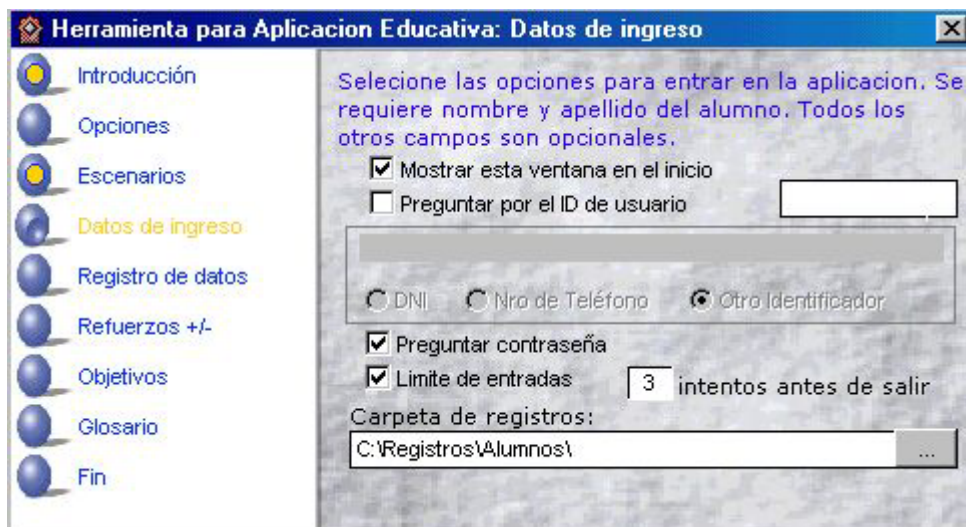 Herramienta para Aplicacion Educativa: Datos de ingreso
Introducción
Opciones
Escenarios
Datos de ingreso
Registro de datos
Refuerzos +/-
Objetivos
Glosario
Fin
Selecione las opciones para entrar en la aplicacion. Se
requiere nombre y apellido del alumno. Todos los
otros campos son opcionales.
Mostrar esta ventana en el inicio
Preguntar por el ID de usuario
DNI Nro de Teléfono Otro Identificador
Preguntar contraseña
Limite de entradas 3 intentos antes de salir
Carpeta de registros:
C:\Registros\Alumnos\ ...